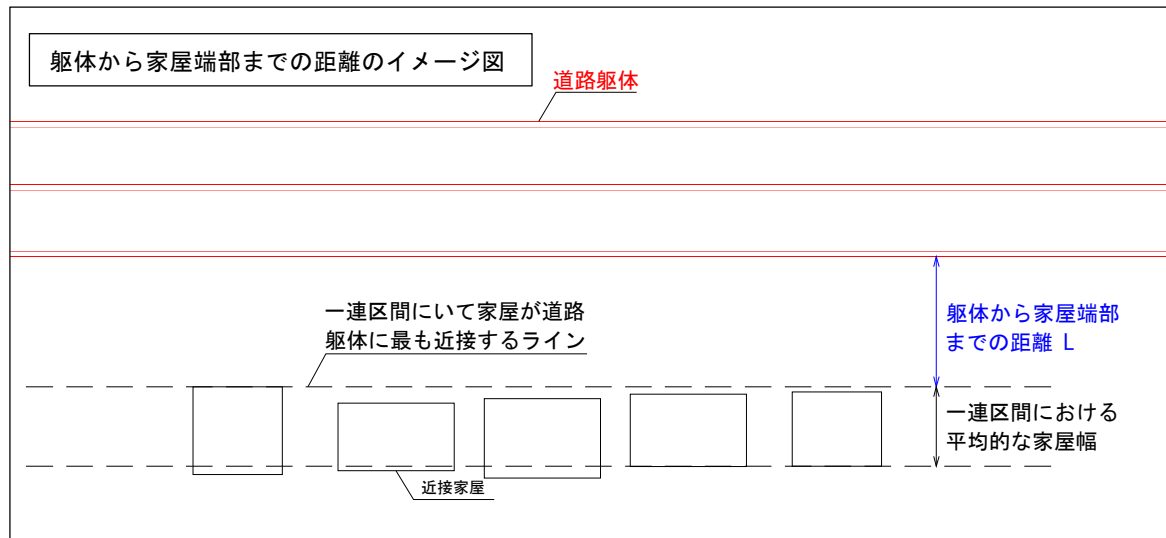 躯体から家屋端部までの距離のイメージ図
道路躯体
一連区間にいて家屋が道路
躯体に最も近接するライン
躯体から家屋端部
までの距離 L
一連区間における
平均的な家屋幅
近接家屋